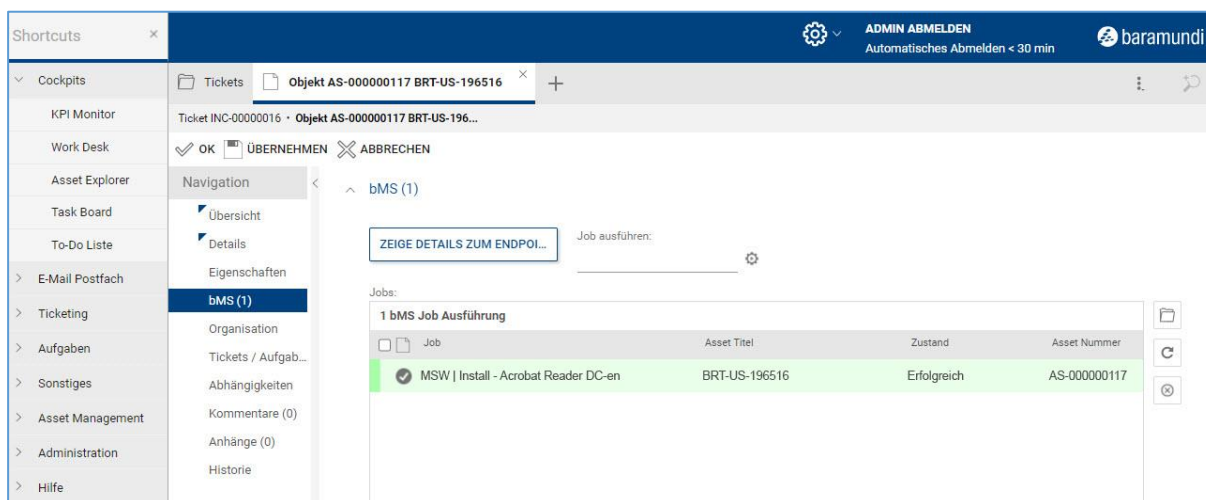 Shortcuts ×
ADMIN ABMELDEN
Automatisches Abmelden < 30 min
baramundi
Cockpits
KPI Monitor
Work Desk
Asset Explorer
Task Board
To-Do Liste
E-Mail Postfach
Ticketing
Aufgaben
Sonstiges
Asset Management
Administration
Hilfe
Tickets
Objekt AS-000000117 BRT-US-196516 ×
+
Ticket INC-00000016 • Objekt AS-000000117 BRT-US-196...
OK ÜBERNEHMEN ABBRECHEN
Navigation <
Übersicht
Details
Eigenschaften
bMS (1)
Organisation
Tickets / Aufgab...
Abhängigkeiten
Kommentare (0)
Anhänge (0)
Historie
bMS (1)
ZEIGE DETAILS ZUM ENDPOI...
Job ausführen:
Jobs:
1 bMS Job Ausführung
Job Asset Titel Zustand Asset Nummer
MSW | Install - Acrobat Reader DC-en BRT-US-196516 Erfolgreich AS-000000117